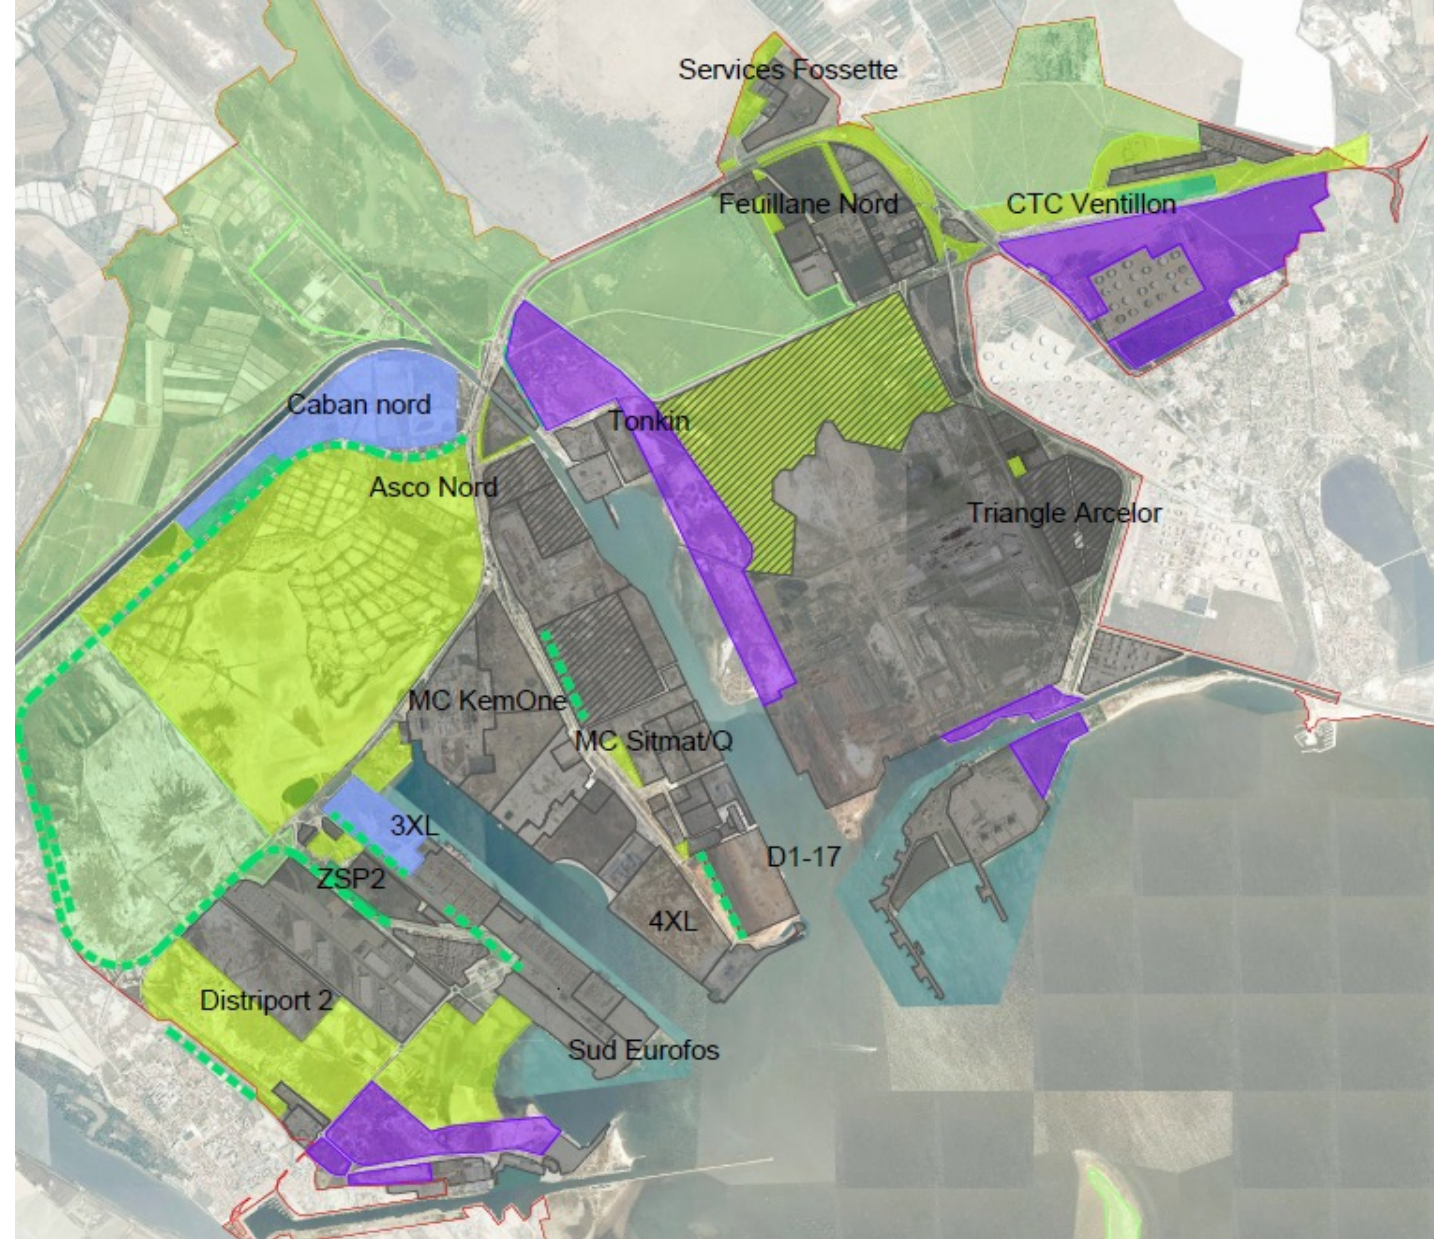 Services Fossette
Feuillane Nord
CTC Ventillon
Caban nord
Tonkin
Asco Nord
Triangle Arcelor
MC KemOne
MC Sitmat/Q
3XL
D1-17
ZSP2
4XL
Distriport 2
Sud Eurofos